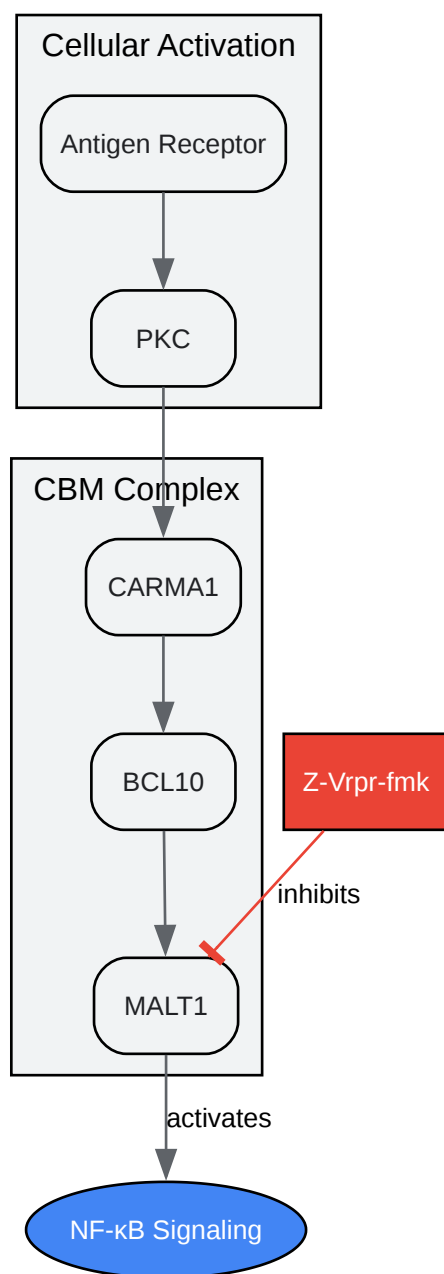 Cellular Activation
Antigen Receptor
PKC
CBM Complex
CARMA1
BCL10
Z-Vrpr-fmk
inhibits
MALT1
activates
NF-κB Signaling